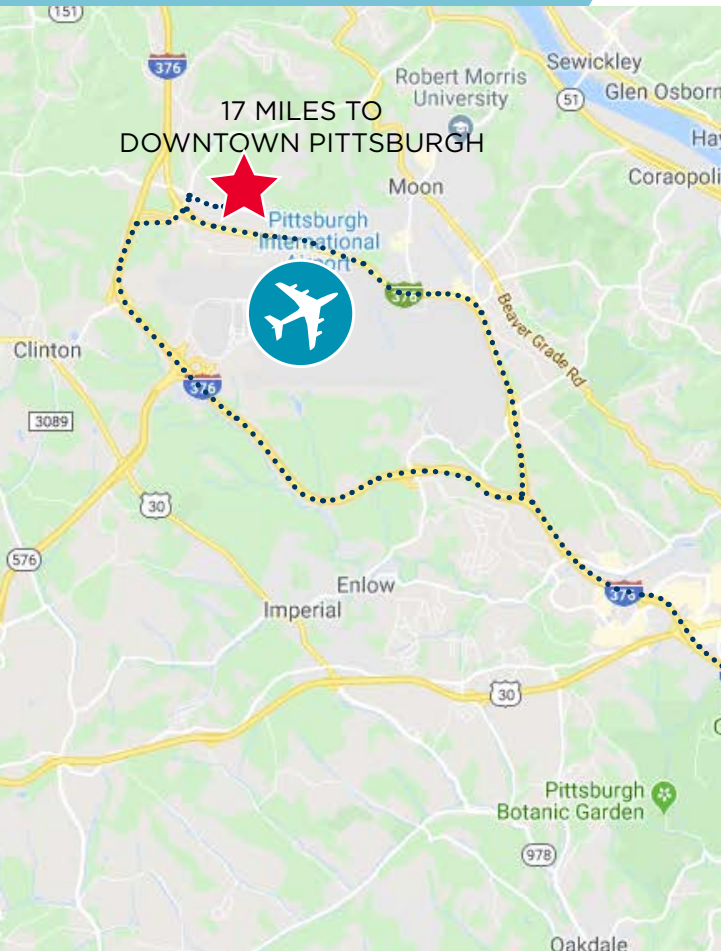 151
376
Sewickley
Robert Morris
University
51
Glen Osborn
17 MILES TO
DOWNTOWN PITTSBURGH
Ha
Coraopoli
Moon
Pittsburgh
International
Airport
376
Beaver Grade Rd
Clinton
376
3089
30
576
Enlow
376
Imperial
30
Pittsburgh
Botanic Garden
978
Oakdale